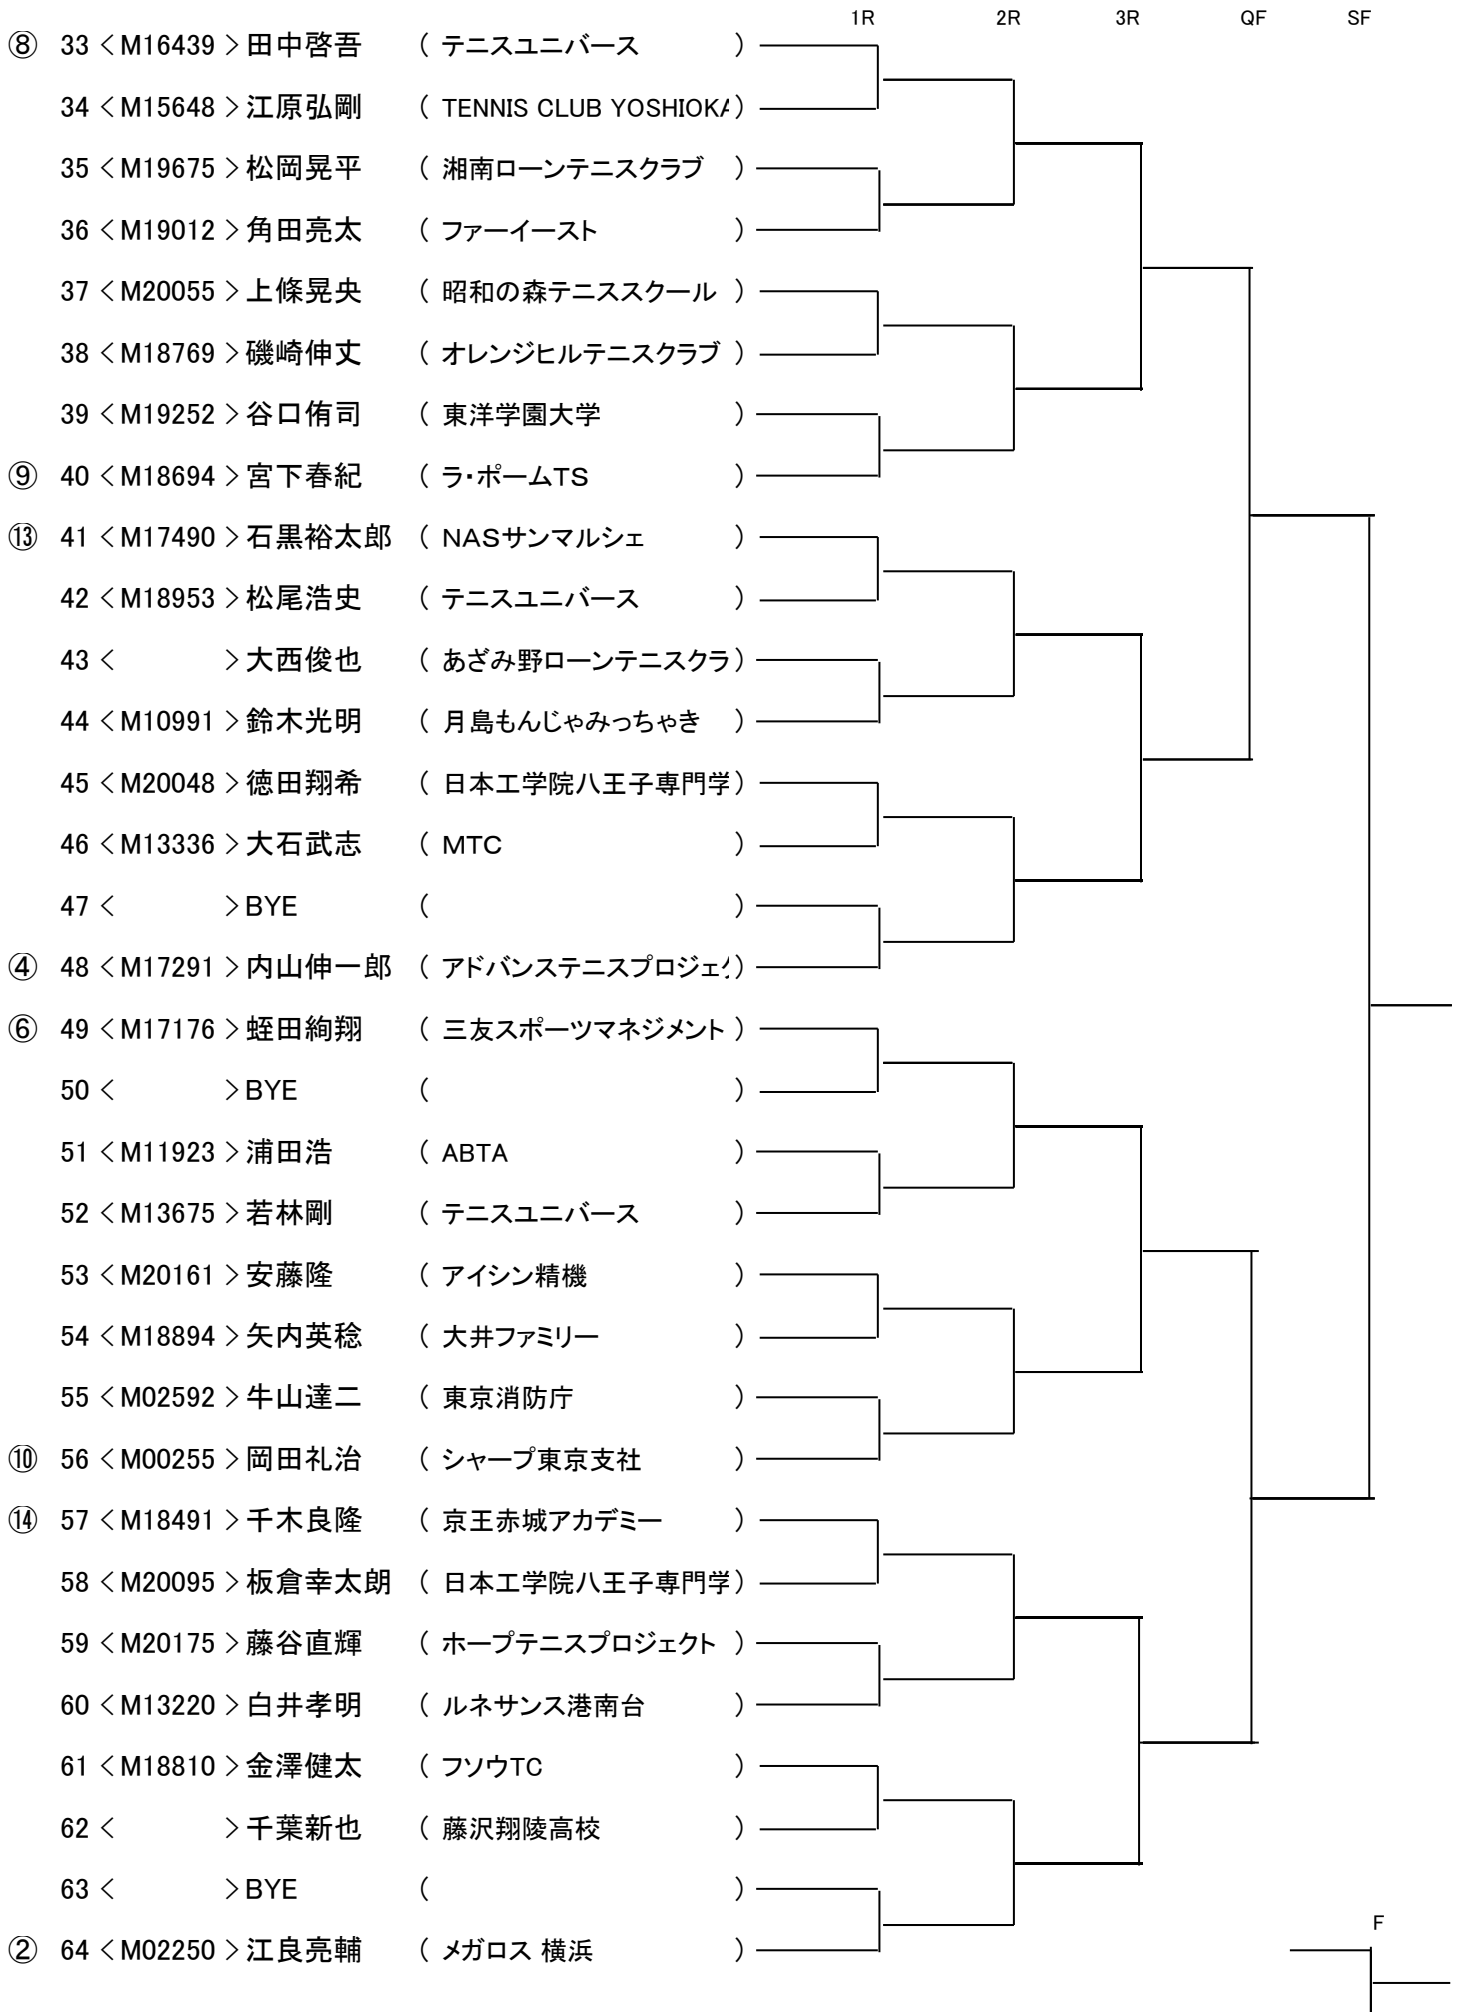 1R 2R 3R QF SF
⑧ 33 <M16439> 田中啓吾 ( テニスユニバース )
34 <M15648> 江原弘剛 ( TENNIS CLUB YOSHIOKA )
35 <M19675> 松岡晃平 ( 湘南ローンテニスクラブ )
36 <M19012> 角田亮太 ( ファーイースト )
37 <M20055> 上條晃央 ( 昭和の森テニススクール )
38 <M18769> 磯崎伸丈 ( オレンジヒルテニスクラブ )
39 <M19252> 谷口侑司 ( 東洋学園大学 )
⑨ 40 <M18694> 宮下春紀 ( ラ・ポームTS )
⑬ 41 <M17490> 石黒裕太郎 ( NASサンマルシェ )
42 <M18953> 松尾浩史 ( テニスユニバース )
43 < > 大西俊也 ( あざみ野ローンテニスクラ )
44 <M10991> 鈴木光明 ( 月島もんじゃみっちゃき )
45 <M20048> 徳田翔希 ( 日本工学院八王子専門学 )
46 <M13336> 大石武志 ( MTC )
47 < > BYE ( )
④ 48 <M17291> 内山伸一郎 ( アドバンステニスプロジェク )
⑥ 49 <M17176> 蛭田絢翔 ( 三友スポーツマネジメント )
50 < > BYE ( )
51 <M11923> 浦田浩 ( ABTA )
52 <M13675> 若林剛 ( テニスユニバース )
53 <M20161> 安藤隆 ( アイシン精機 )
54 <M18894> 矢内英稔 ( 大井ファミリー )
55 <M02592> 牛山達二 ( 東京消防庁 )
⑩ 56 <M00255> 岡田礼治 ( シャープ東京支社 )
⑭ 57 <M18491> 千木良隆 ( 京王赤城アカデミー )
58 <M20095> 板倉幸太朗 ( 日本工学院八王子専門学 )
59 <M20175> 藤谷直輝 ( ホープテニスプロジェクト )
60 <M13220> 白井孝明 ( ルネサンス港南台 )
61 <M18810> 金澤健太 ( フソウTC )
62 < > 千葉新也 ( 藤沢翔陵高校 )
63 < > BYE ( )
F
② 64 <M02250> 江良亮輔 ( メガロス 横浜 )